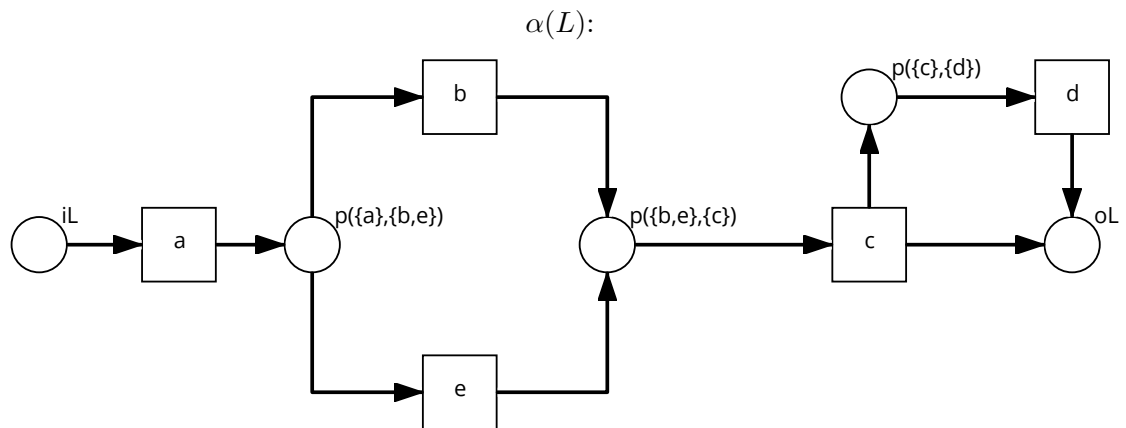 α(L):
b
p({c},{d})
d
iL
a
p({a},{b,e})
p({b,e},{c})
c
oL
e